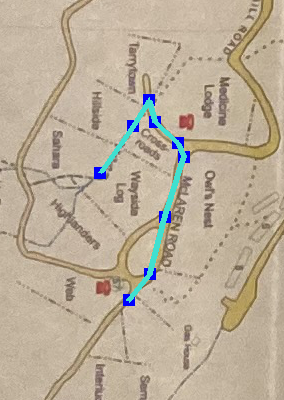 HILL ROAD
Tarrytown
Medicine
Lodge
Hillside
Cross-
roads
Sahara
Wayside
Log
Owl's Nest
McLAREN ROAD
Highlanders
Web
Gas House